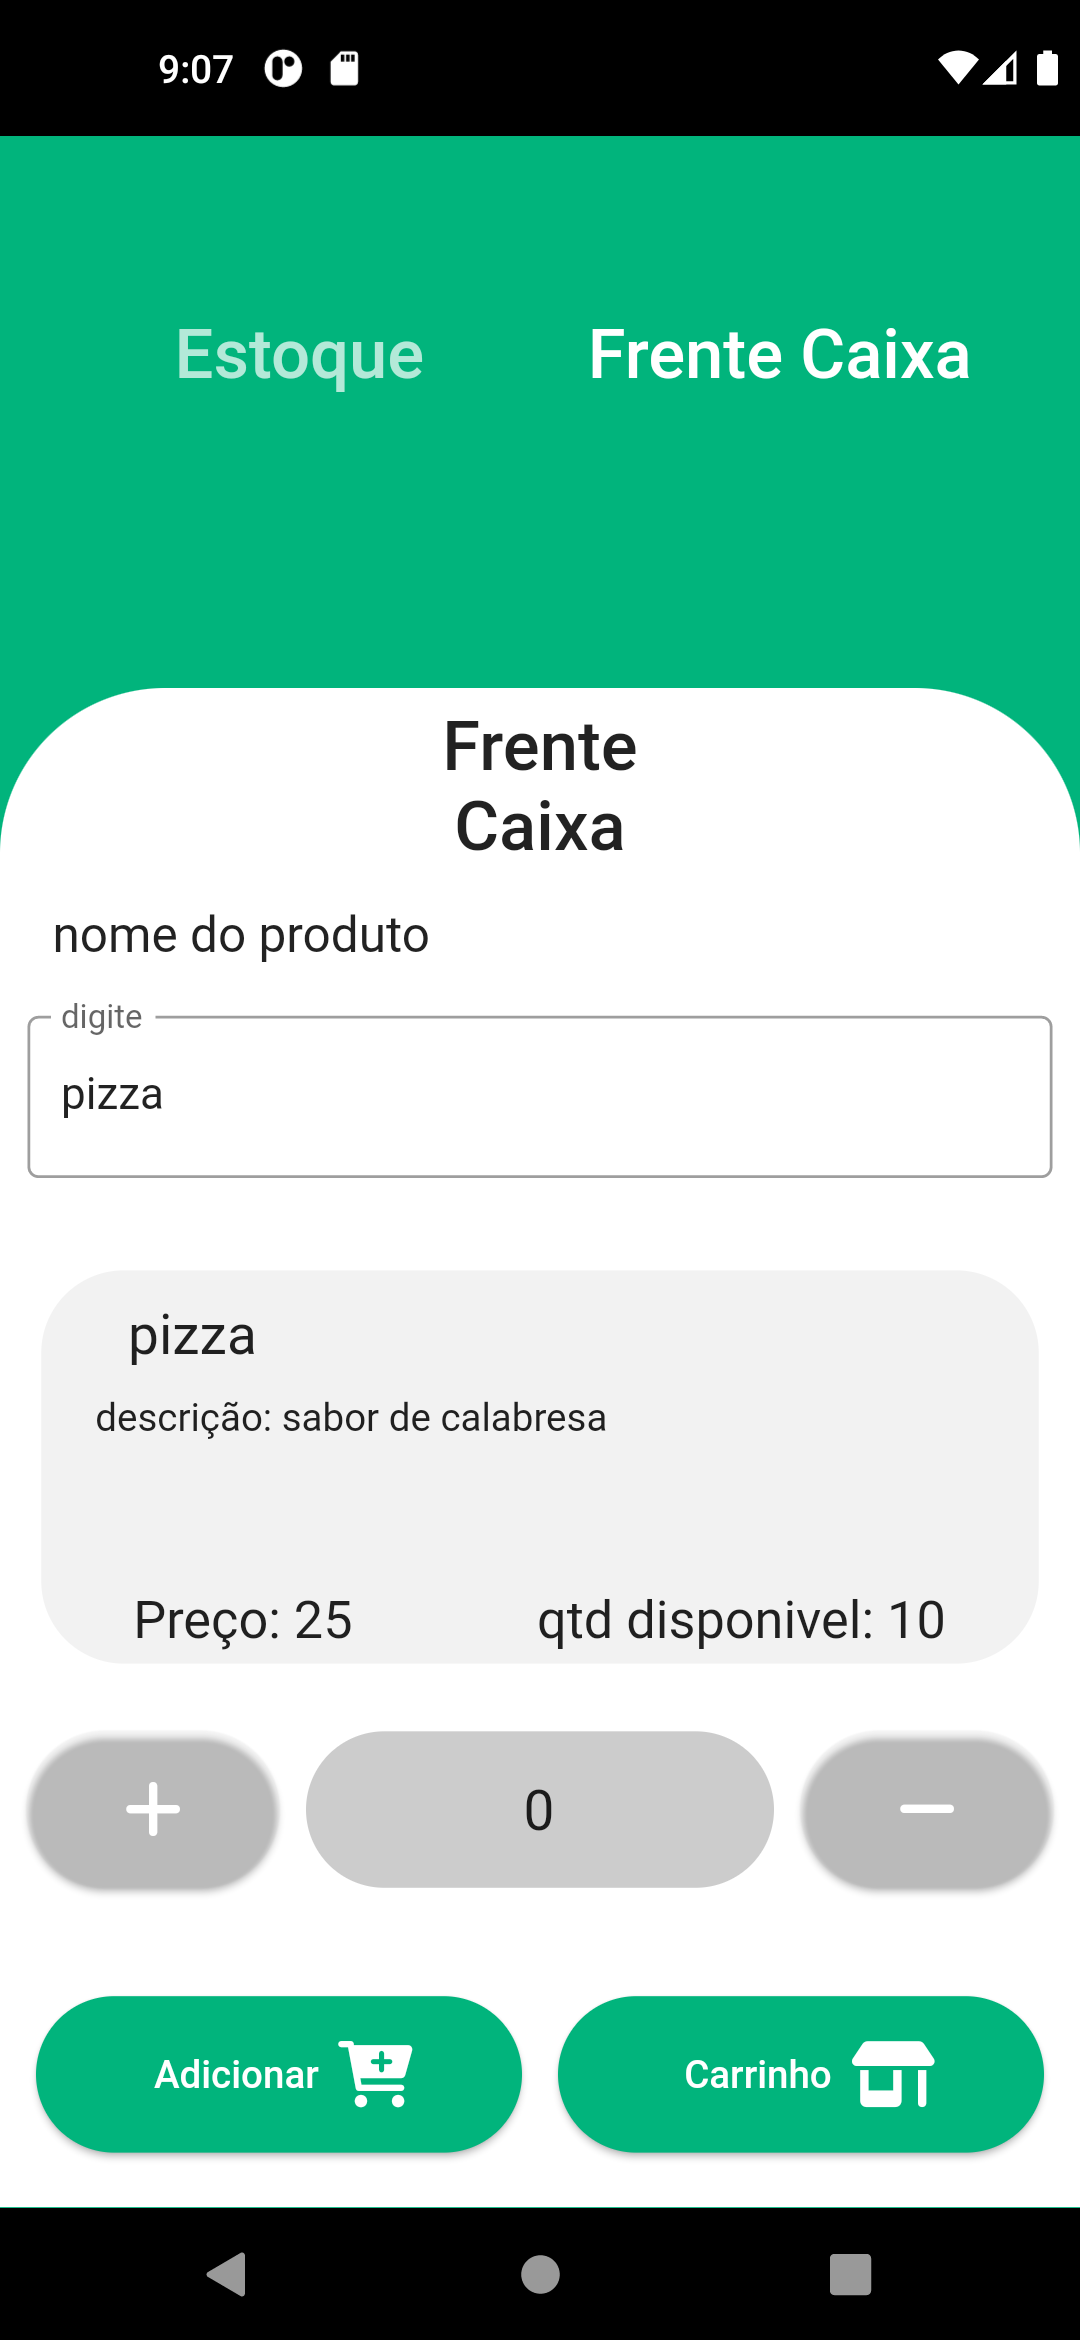 9:07
Estoque
Frente Caixa
Frente
Caixa
nome do produto
digite
pizza
pizza
descrição: sabor de calabresa
Preço: 25
qtd disponivel: 10
0
Adicionar
Carrinho